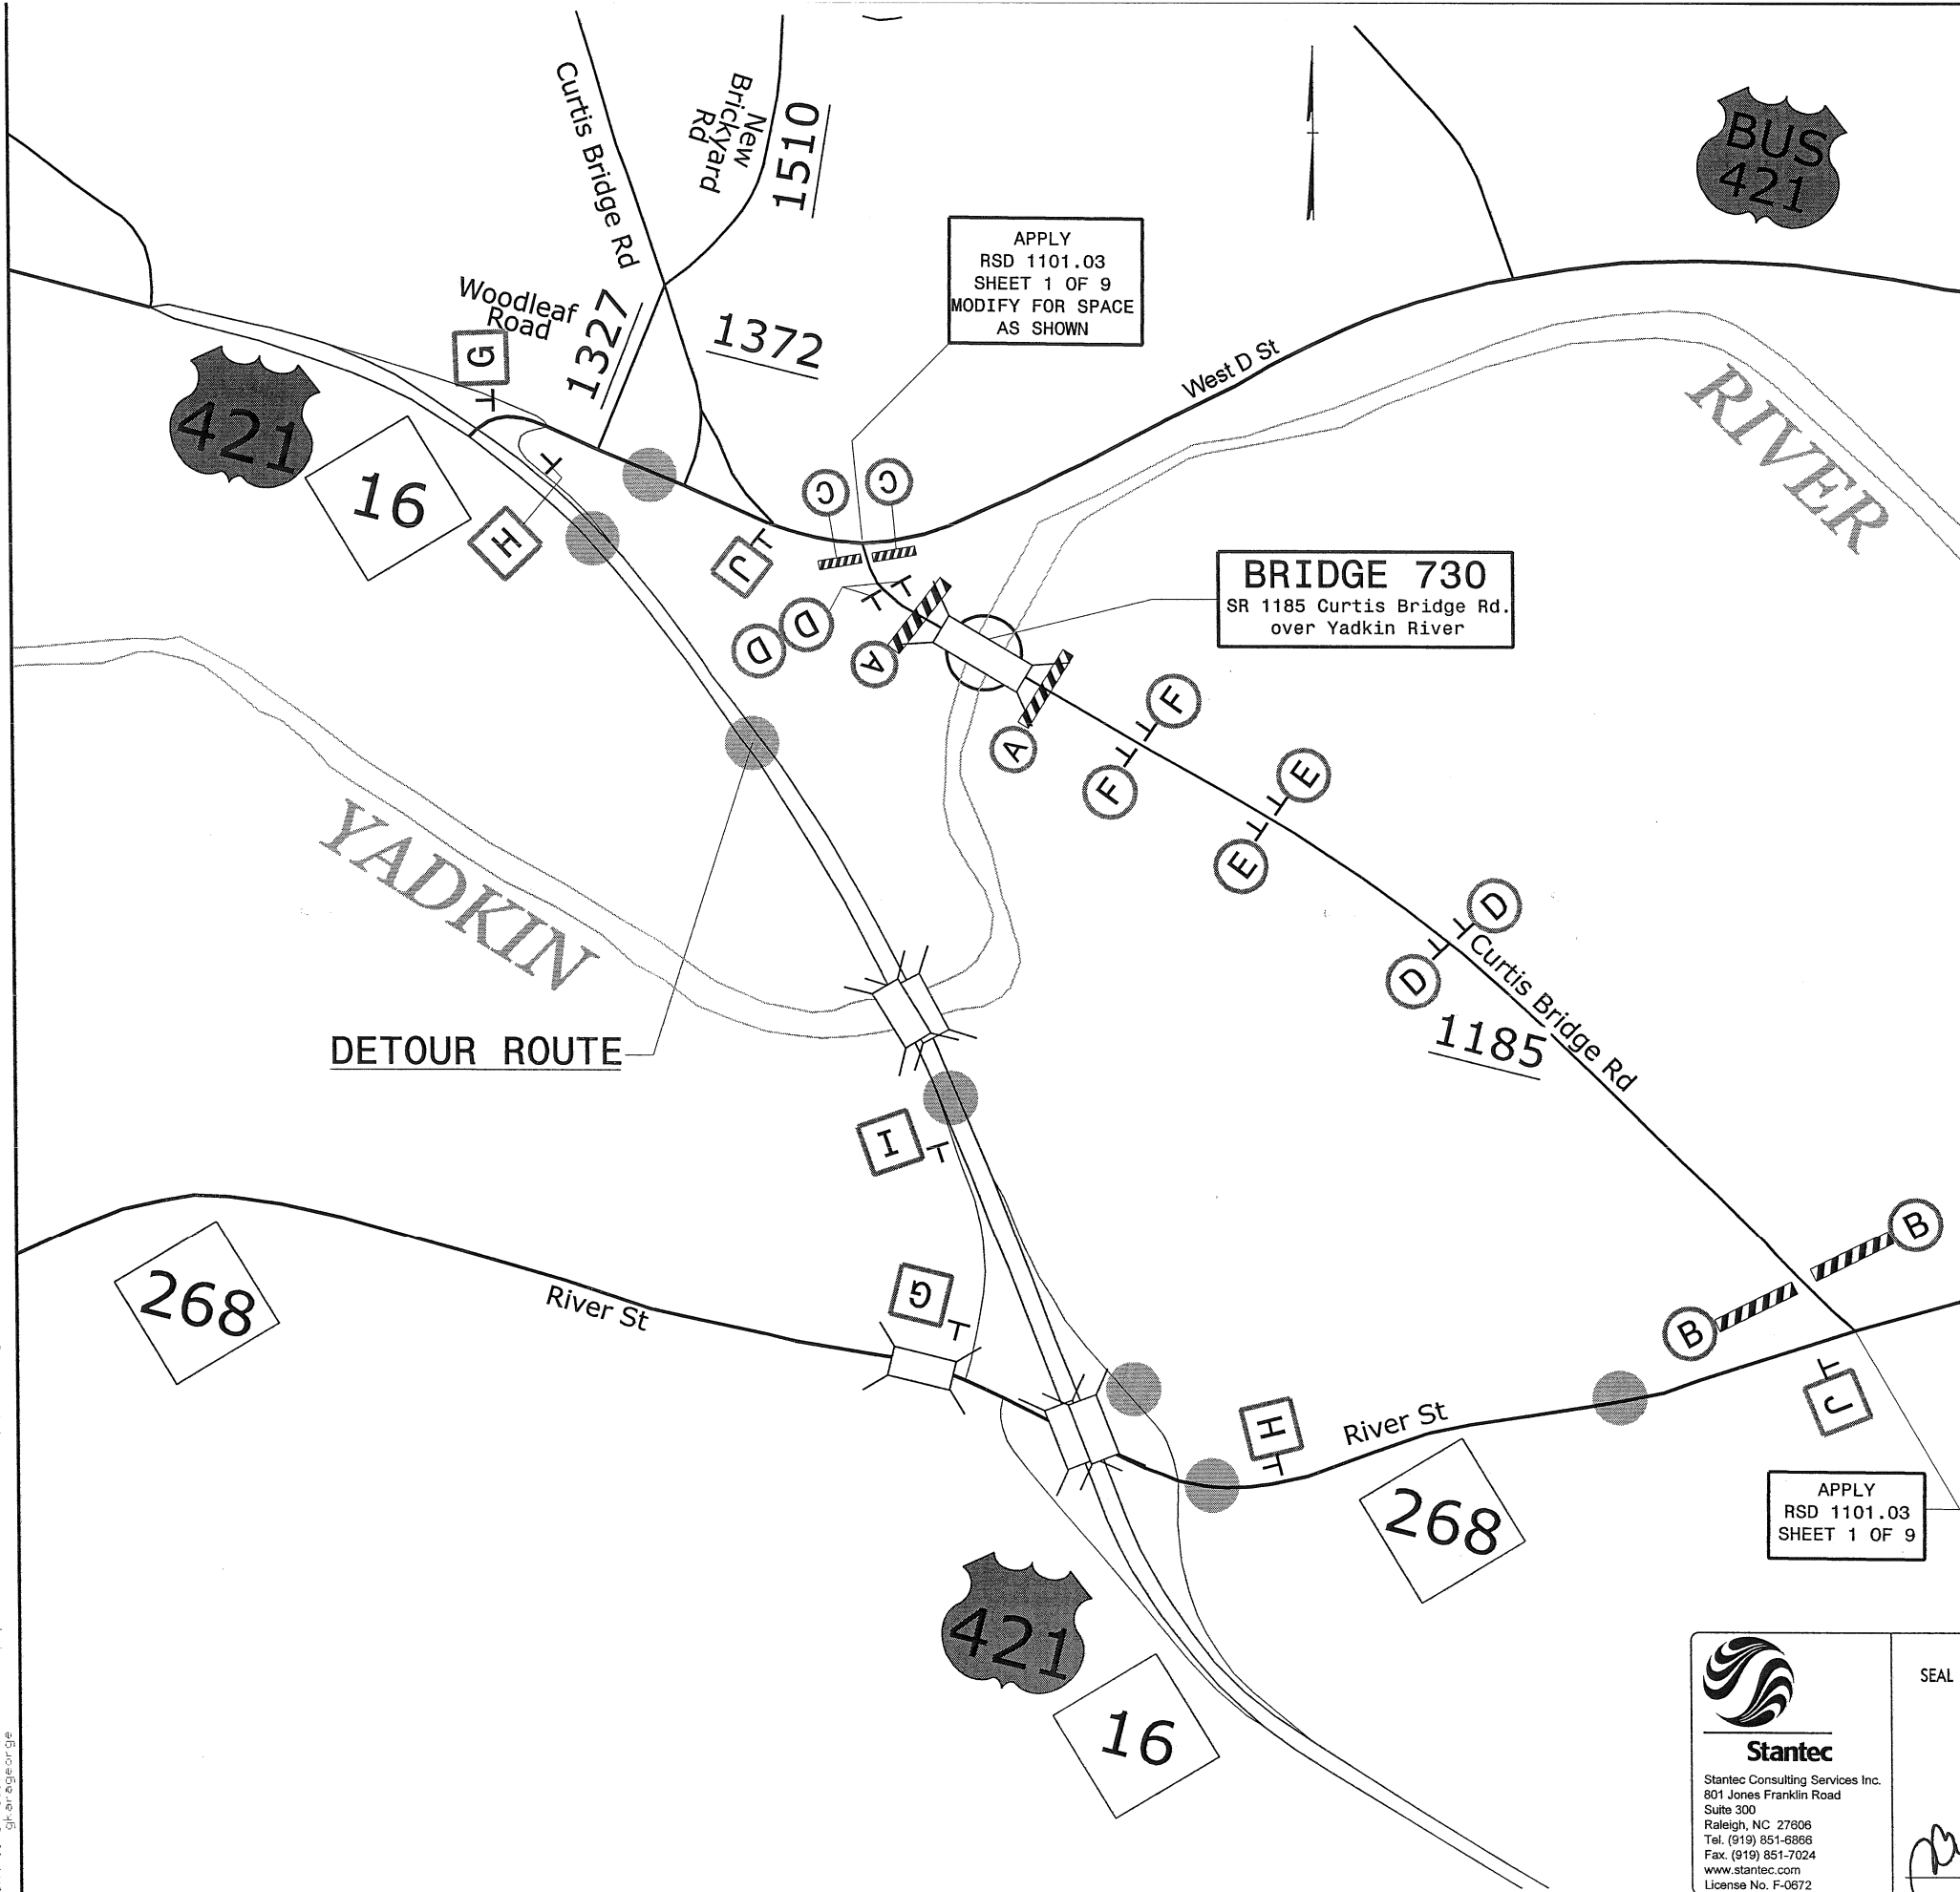 Curtis Bridge Rd
New
Brickyard
Rd
1510
BUS
421
APPLY
RSD 1101.03
SHEET 1 OF 9
MODIFY FOR SPACE
AS SHOWN
Woodleaf
Road
1327
1372
G
421
16
H
J
C
C
West D St
RIVER
BRIDGE 730
SR 1185 Curtis Bridge Rd.
over Yadkin River
D
D
A
A
F
F
E
E
YADKIN
D
D
Curtis Bridge Rd
1185
DETOUR ROUTE
I
268
River St
G
B
B
H
River St
J
268
APPLY
RSD 1101.03
SHEET 1 OF 9
421
16
Stantec
Stantec Consulting Services Inc.
801 Jones Franklin Road
Suite 300
Raleigh, NC 27606
Tel. (919) 851-6866
Fax. (919) 851-7024
www.stantec.com
License No. F-0672
SEAL
gkarageorge